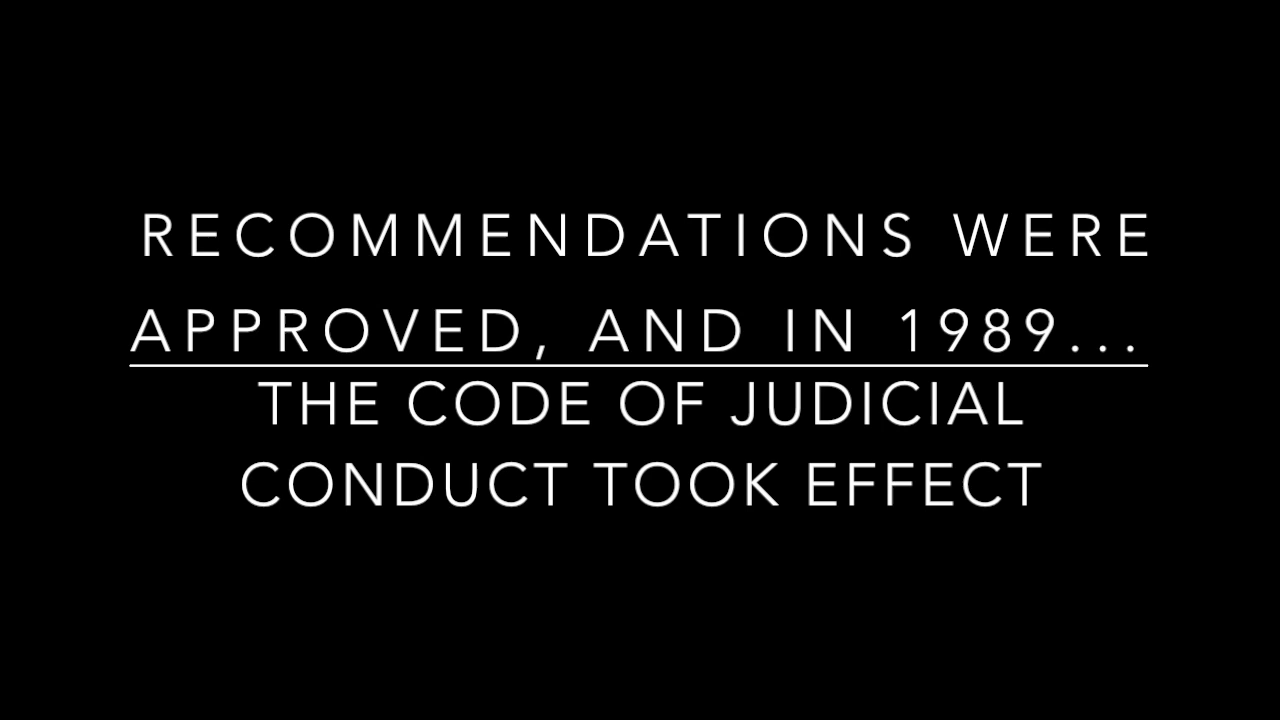 RECOMMENDATIONS WERE
APPROVED, AND IN 1989...
THE CODE OF JUDICIAL
CONDUCT TOOK EFFECT